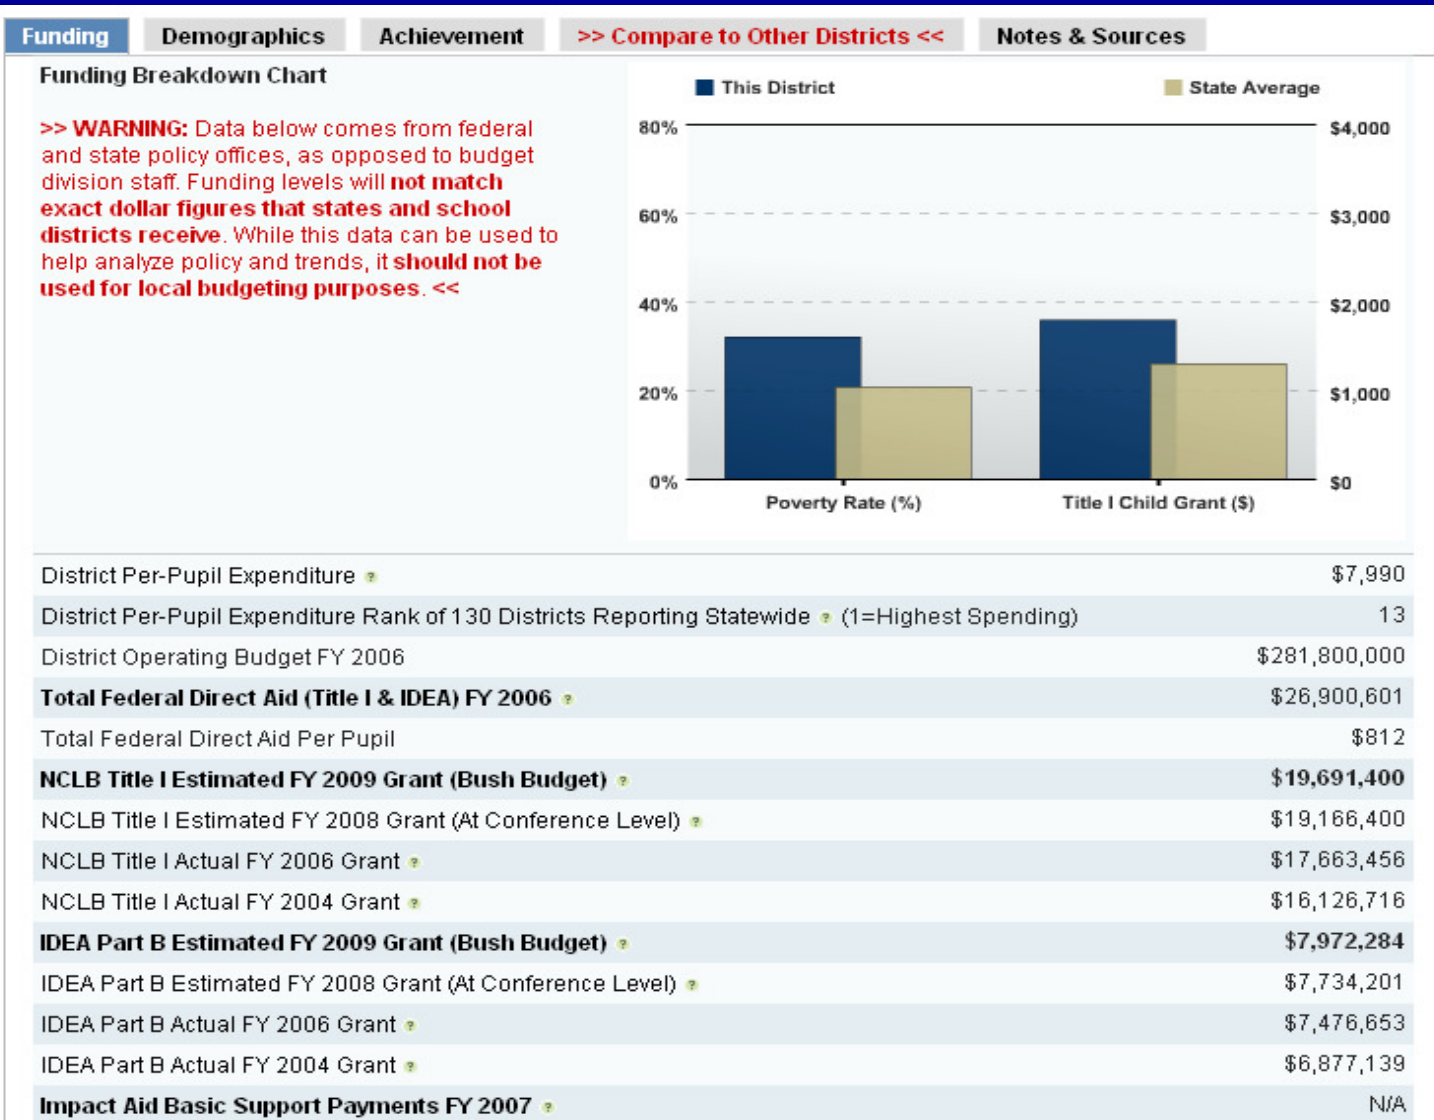 Funding Demographics Achievement >> Compare to Other Districts << Notes & Sources
Funding Breakdown Chart
>> WARNING: Data below comes from federal
and state policy offices, as opposed to budget
division staff. Funding levels will not match
exact dollar figures that states and school
districts receive. While this data can be used to
help analyze policy and trends, it should not be
used for local budgeting purposes. <<
This District State Average
80% $4,000
60% $3,000
40% $2,000
20% $1,000
0% $0
Poverty Rate (%) Title I Child Grant ($)
District Per-Pupil Expenditure ? $7,990
District Per-Pupil Expenditure Rank of 130 Districts Reporting Statewide ? (1=Highest Spending) 13
District Operating Budget FY 2006 $281,800,000
Total Federal Direct Aid (Title I & IDEA) FY 2006 ? $26,900,601
Total Federal Direct Aid Per Pupil $812
NCLB Title I Estimated FY 2009 Grant (Bush Budget) ? $19,691,400
NCLB Title I Estimated FY 2008 Grant (At Conference Level) ? $19,166,400
NCLB Title I Actual FY 2006 Grant ? $17,663,456
NCLB Title I Actual FY 2004 Grant ? $16,126,716
IDEA Part B Estimated FY 2009 Grant (Bush Budget) ? $7,972,284
IDEA Part B Estimated FY 2008 Grant (At Conference Level) ? $7,734,201
IDEA Part B Actual FY 2006 Grant ? $7,476,653
IDEA Part B Actual FY 2004 Grant ? $6,877,139
Impact Aid Basic Support Payments FY 2007 ? N/A